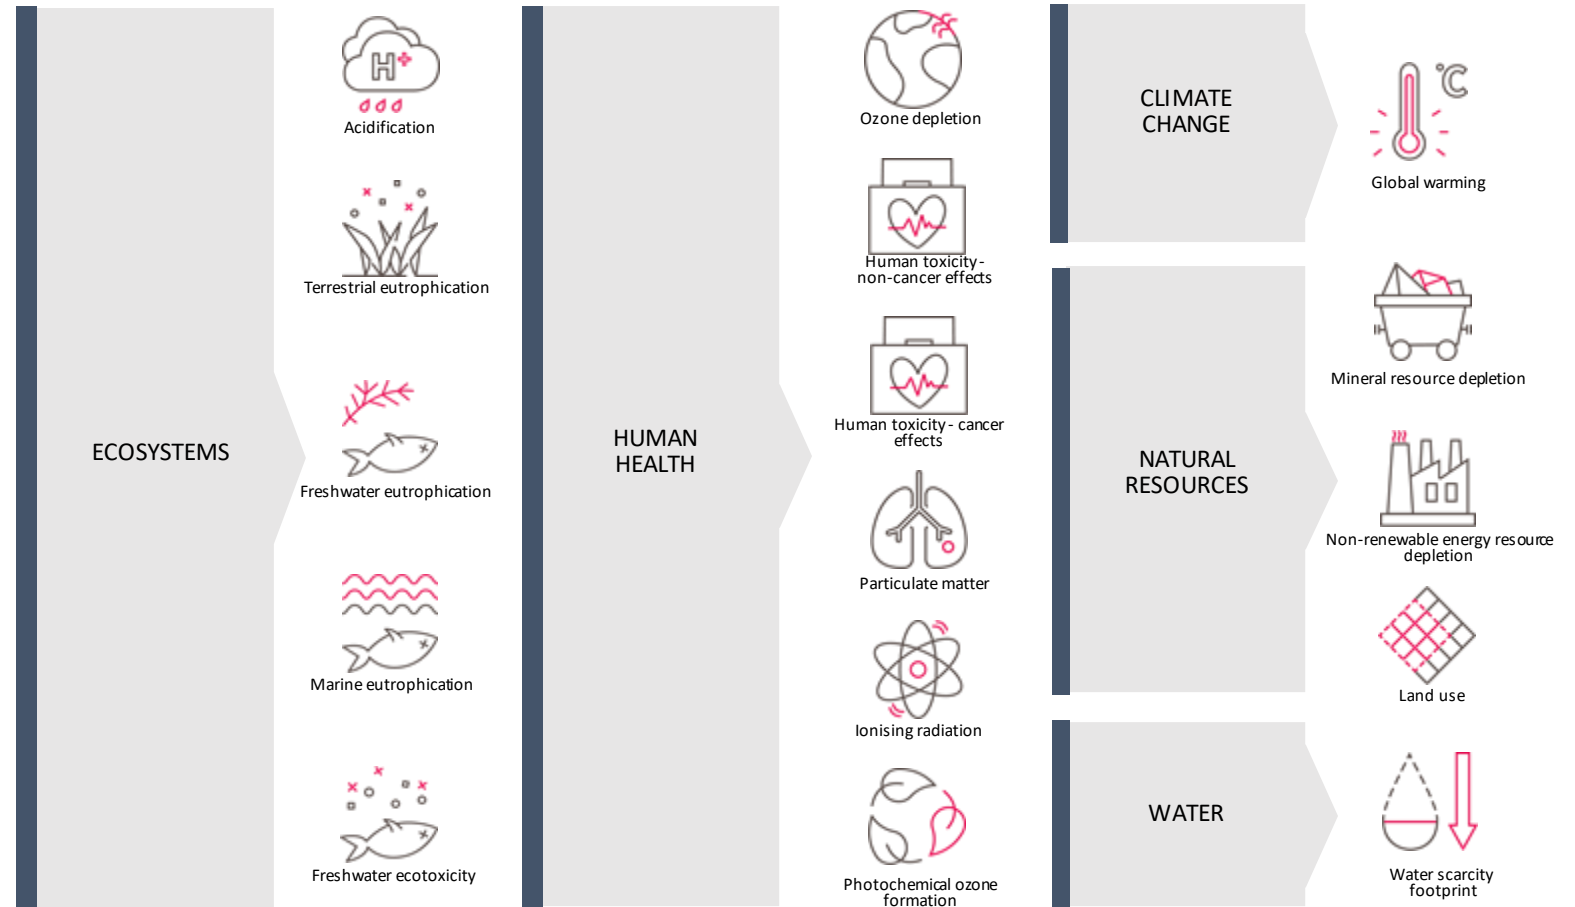 ECOSYSTEMS
H+
Acidification
Terrestrial eutrophication
Freshwater eutrophication
Marine eutrophication
Freshwater ecotoxicity
HUMAN
HEALTH
Ozone depletion
Human toxicity -
non-cancer effects
Human toxicity - cancer
effects
Particulate matter
Ionising radiation
Photochemical ozone
formation
CLIMATE
CHANGE
°C
Global warming
NATURAL
RESOURCES
Mineral resource depletion
Non-renewable energy resource
depletion
Land use
WATER
Water scarcity
footprint